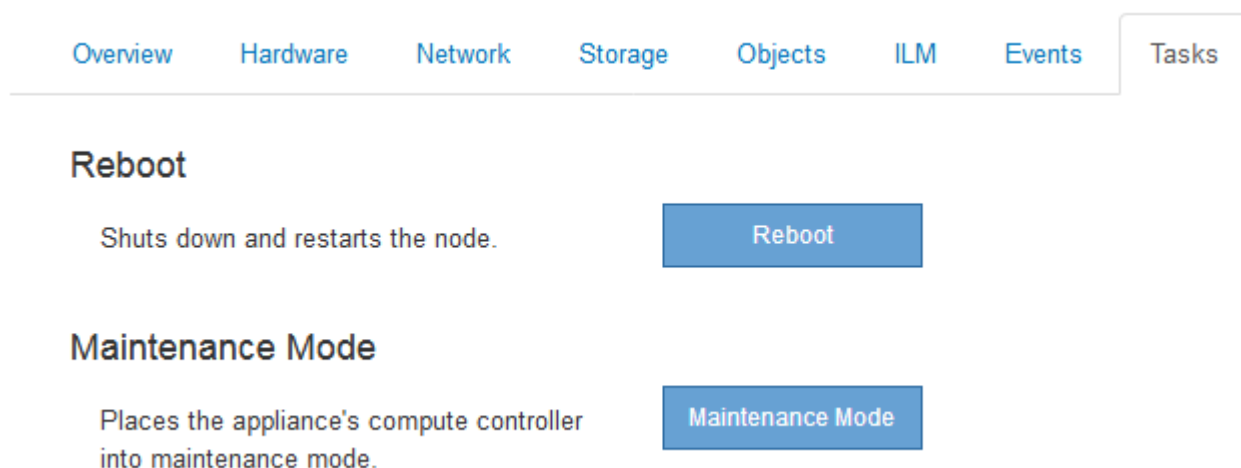 Overview Hardware Network Storage Objects ILM Events Tasks
Reboot
Shuts down and restarts the node. Reboot
Maintenance Mode
Places the appliance's compute controller Maintenance Mode
into maintenance mode.